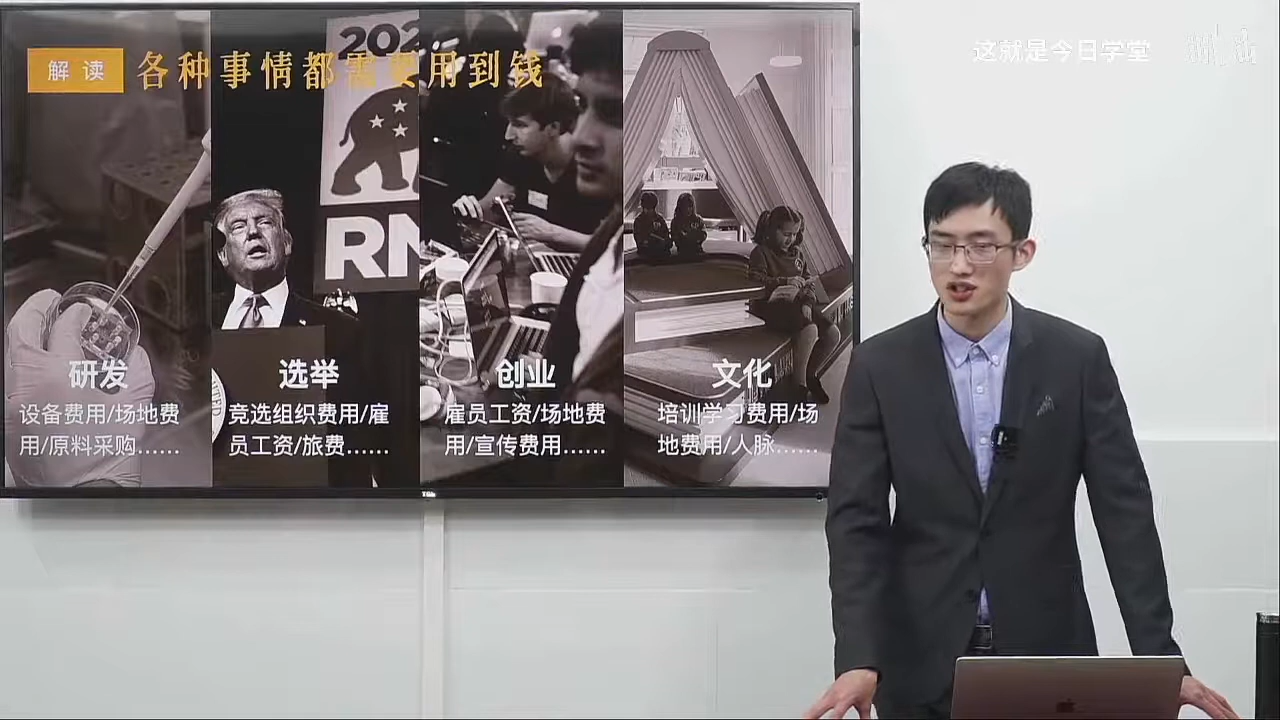 这就是今日学堂
解读
各种事情都需要用到钱
202
RN
研发
设备费用/场地费
用/原料采购……
选举
竞选组织费用/雇
员工资/旅费……
创业
雇员工资/场地费
用/宣传费用……
文化
培训学习费用/场
地费用/人脉……